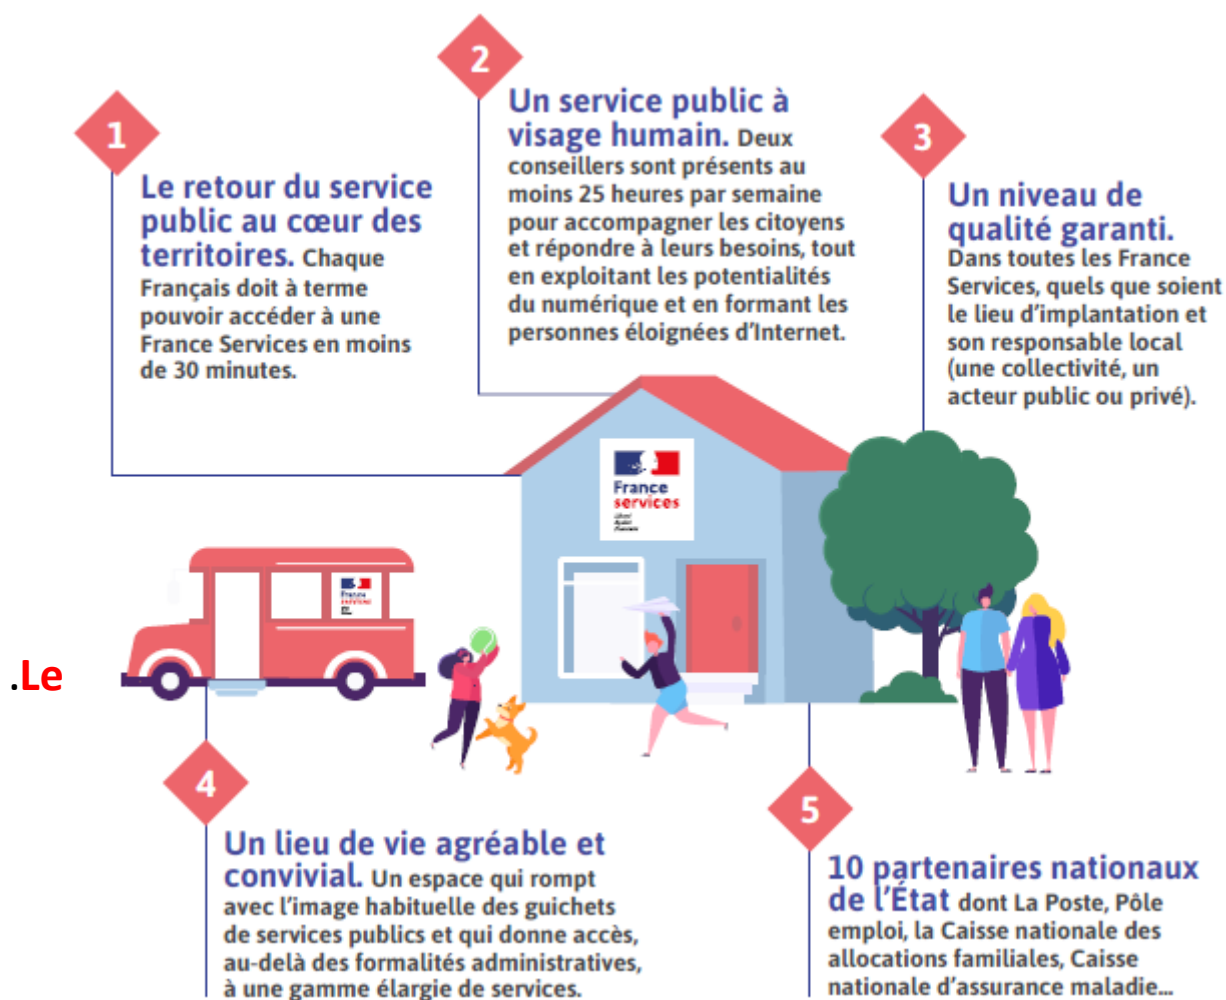 1
Le retour du service
public au cœur des
territoires. Chaque
Français doit à terme
pouvoir accéder à une
France Services en moins
de 30 minutes.
2
Un service public à
visage humain. Deux
conseillers sont présents au
moins 25 heures par semaine
pour accompagner les citoyens
et répondre à leurs besoins, tout
en exploitant les potentialités
du numérique et en formant les
personnes éloignées d’Internet.
3
Un niveau de
qualité garanti.
Dans toutes les France
Services, quels que soient
le lieu d’implantation et
son responsable local
(une collectivité, un
acteur public ou privé).
France
services
France
.Le
4
Un lieu de vie agréable et
convivial. Un espace qui rompt
avec l’image habituelle des guichets
de services publics et qui donne accès,
au-delà des formalités administratives,
à une gamme élargie de services.
5
10 partenaires nationaux
de l’État dont La Poste, Pôle
emploi, la Caisse nationale des
allocations familiales, Caisse
nationale d’assurance maladie...